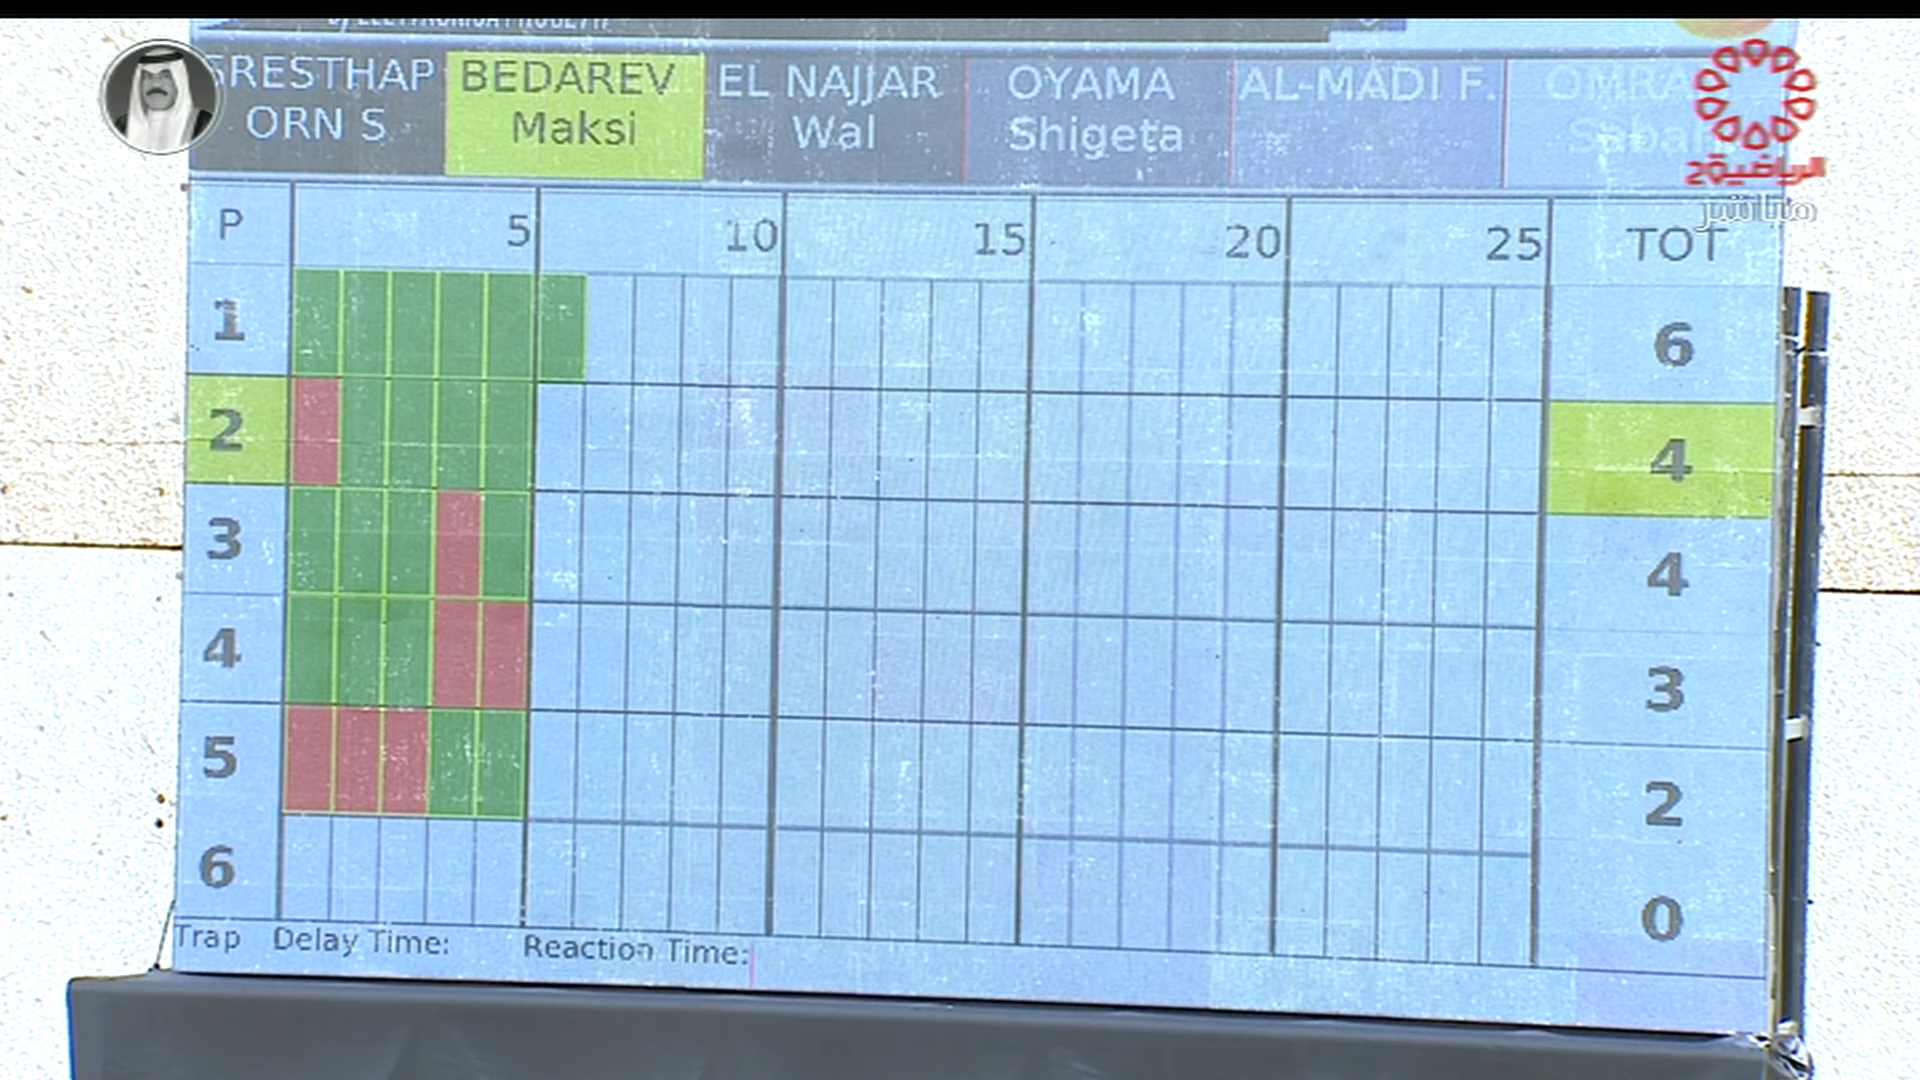 SRESTHAP
ORN S
BEDAREV
Maksi
EL NAJJAR
Wal
OYAMA
Shigeta
AL-MADI F.
الرياضية2
مباشر
P 5 10 15 20 25 TOT
1 6
2 4
3 4
4 3
5 2
6 0
Trap Delay Time: Reaction Time: